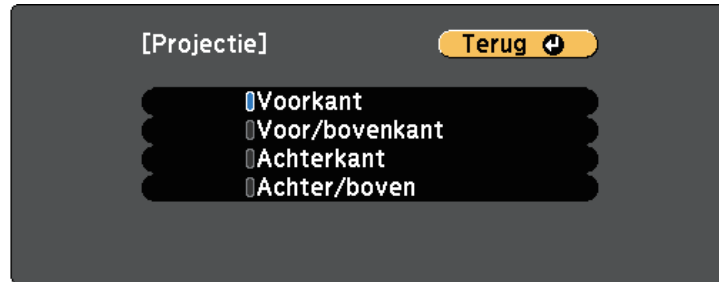 [Projectie] Terug
Voorkant
Voor/bovenkant
Achterkant
Achter/boven